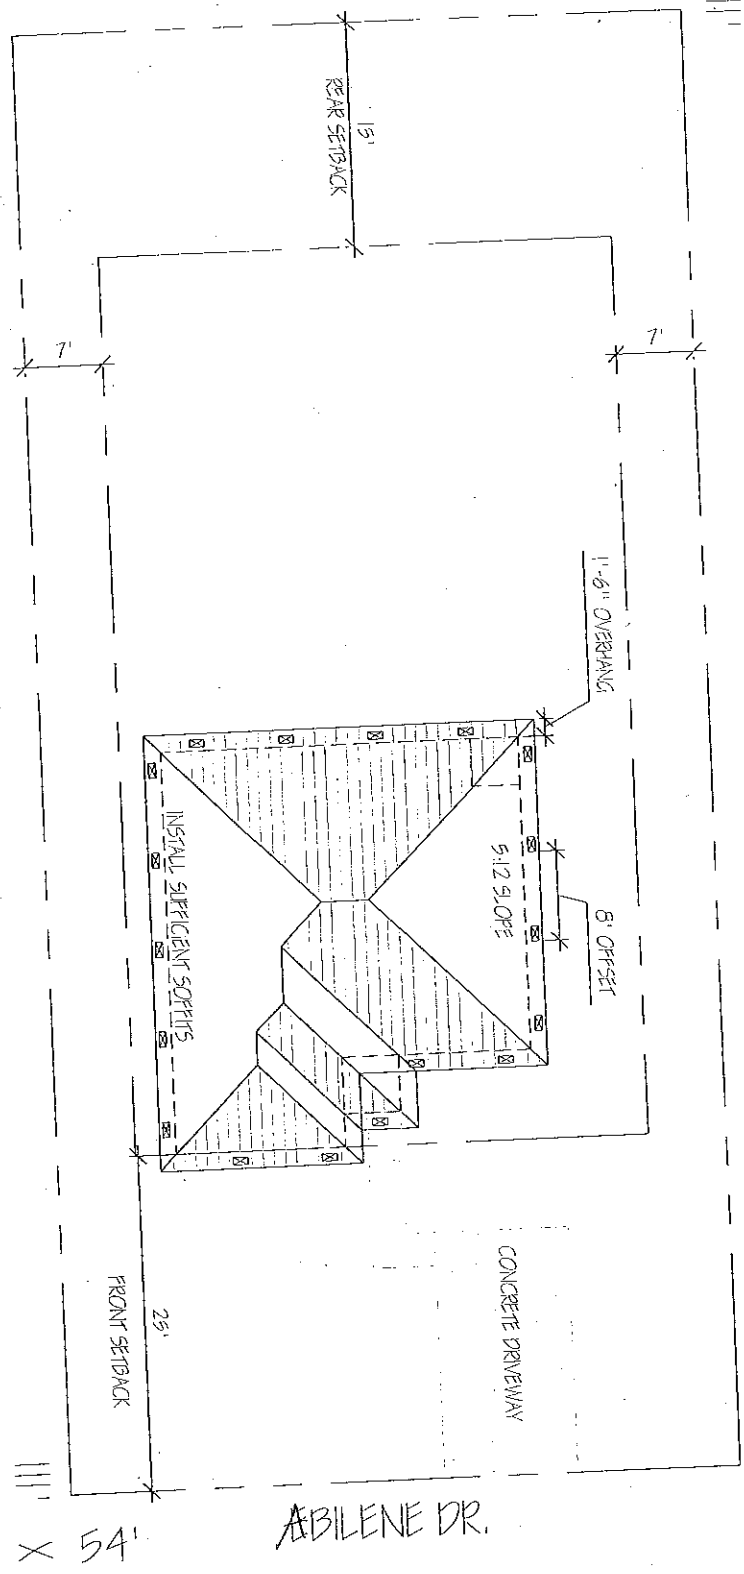 15'
REAR SETBACK
7'
7'
1'-6" OVERHANG
INSTALL SUFFICIENT SOFFITS
5:12 SLOPE
8' OFFSET
25'
FRONT SETBACK
CONCRETE DRIVEWAY
ABILENE DR.
× 54'